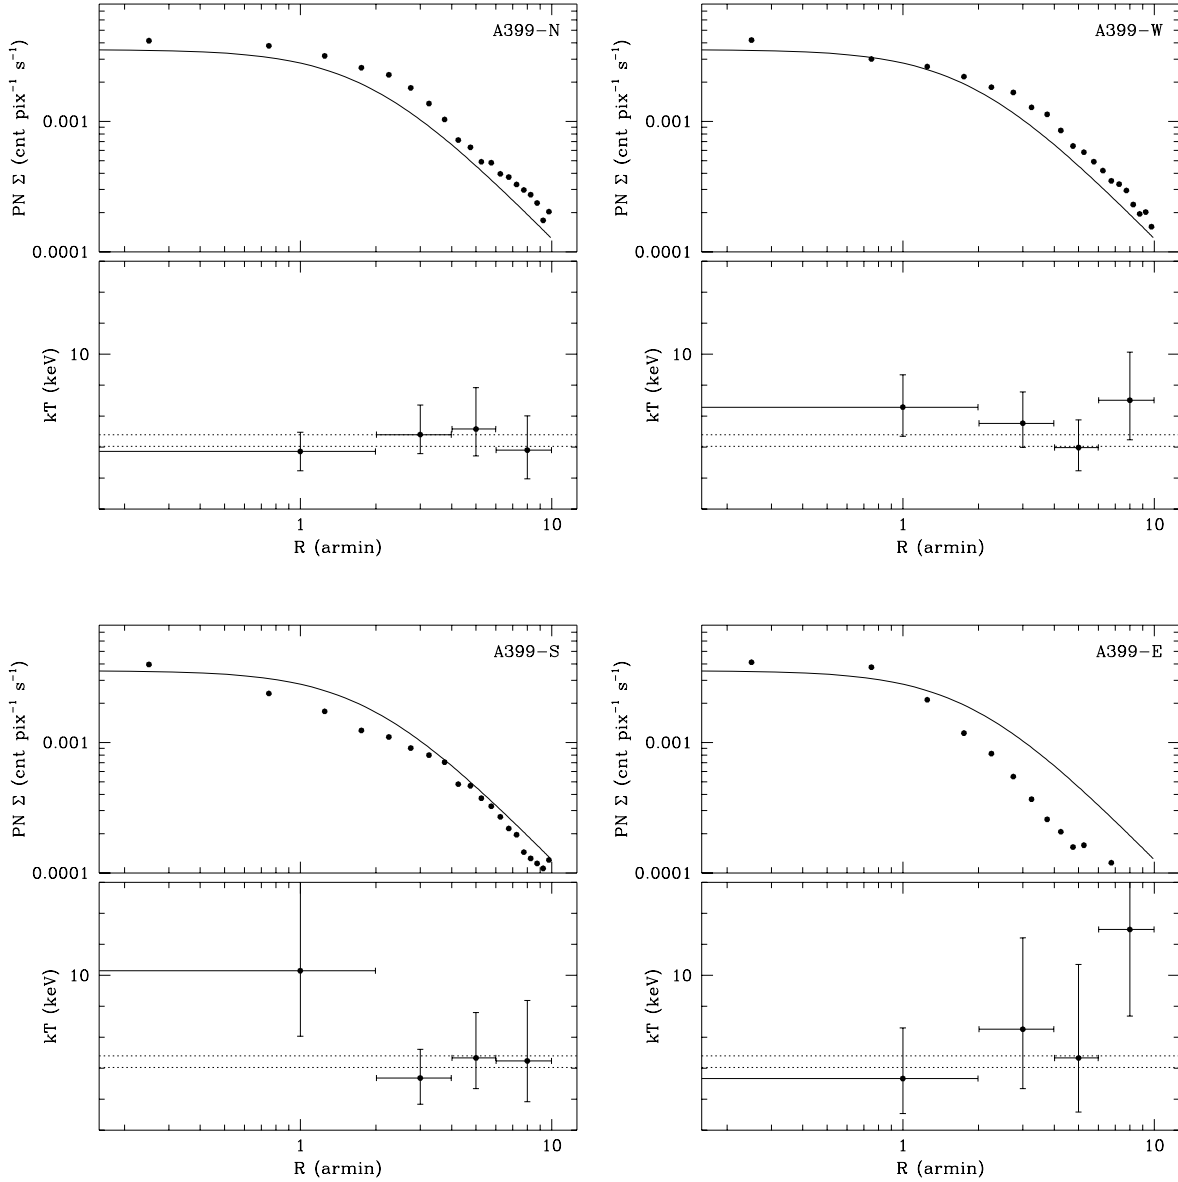 A399-N
PN Σ (cnt pix⁻¹ s⁻¹)
0.001
0.0001
kT (keV)
10
1
10
R (armin)
A399-W
PN Σ (cnt pix⁻¹ s⁻¹)
0.001
0.0001
kT (keV)
10
1
10
R (armin)
A399-S
PN Σ (cnt pix⁻¹ s⁻¹)
0.001
0.0001
kT (keV)
10
1
10
R (armin)
A399-E
PN Σ (cnt pix⁻¹ s⁻¹)
0.001
0.0001
kT (keV)
10
1
10
R (armin)